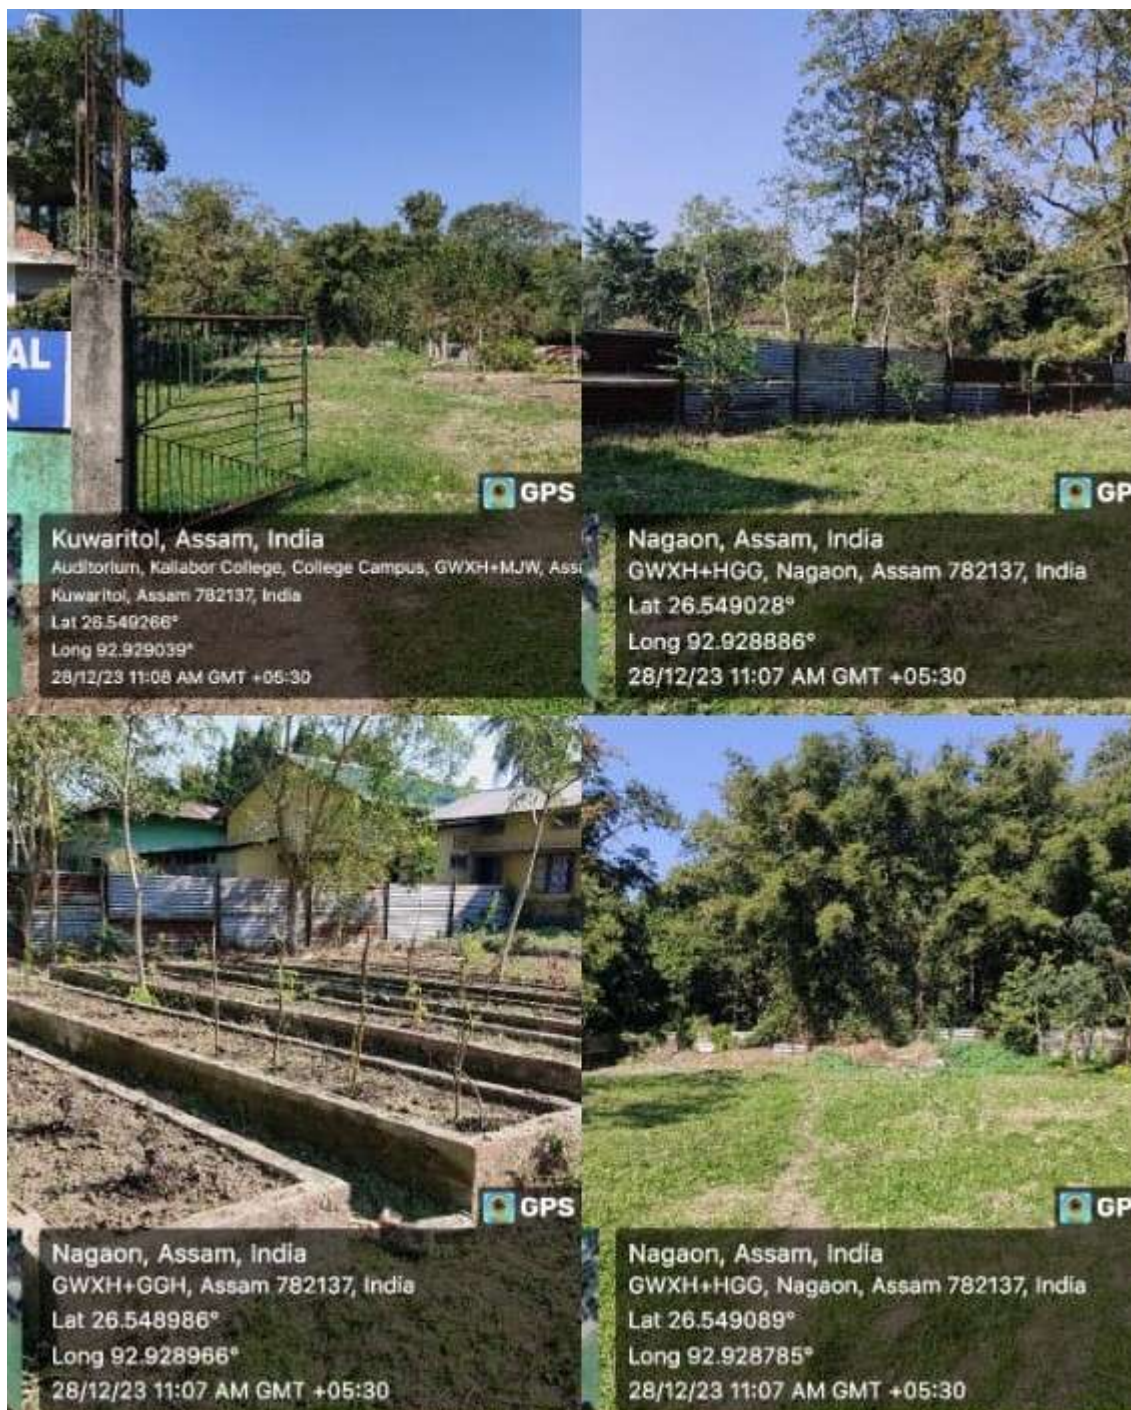 AL
N
GPS
Kuwaritol, Assam, India
Auditorium, Kaliabor College, College Campus, GWXH+MJW, Ass
Kuwaritol, Assam 782137, India
Lat 26.549266°
Long 92.929039°
28/12/23 11:08 AM GMT +05:30
GP
Nagaon, Assam, India
GWXH+HGG, Nagaon, Assam 782137, India
Lat 26.549028°
Long 92.928886°
28/12/23 11:07 AM GMT +05:30
GPS
Nagaon, Assam, India
GWXH+GGH, Assam 782137, India
Lat 26.548986°
Long 92.928966°
28/12/23 11:07 AM GMT +05:30
GP
Nagaon, Assam, India
GWXH+HGG, Nagaon, Assam 782137, India
Lat 26.549089°
Long 92.928785°
28/12/23 11:07 AM GMT +05:30